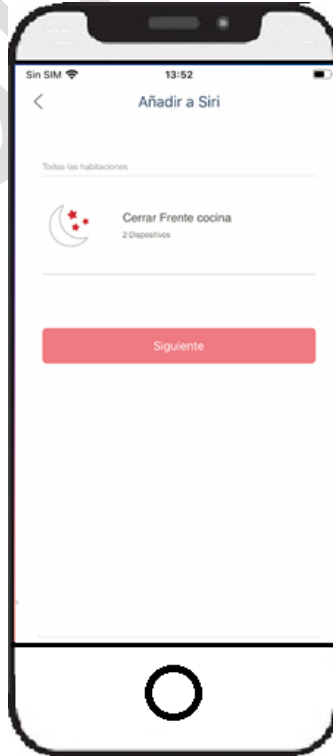 Sin SIM 13:52
Añadir a Siri
Todas las habitaciones
Cerrar Frente cocina
2 Dispositivos
Siguiente